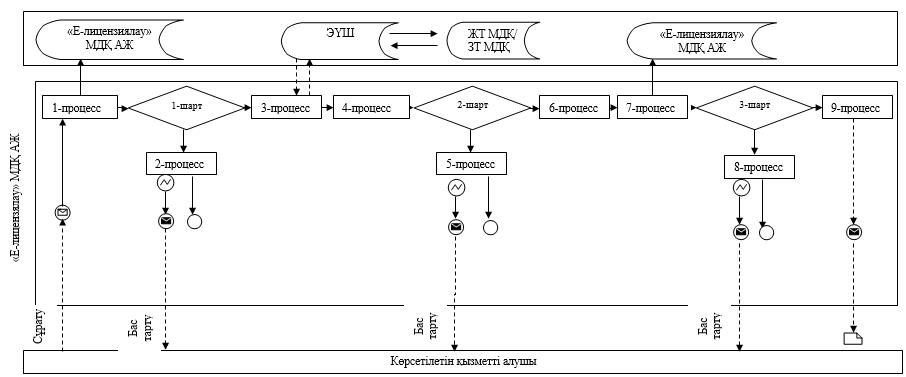 «Е-лицензиялау»
МДҚ АЖ
ЭҮШ
ЖТ МДҚ/
ЗТ МДҚ
«Е-лицензиялау»
МДҚ АЖ
1-процесс
1-шарт
3-процесс
4-процесс
2-шарт
6-процесс
7-процесс
3-шарт
9-процесс
2-процесс
5-процесс
8-процесс
«Е-лицензиялау» МДҚ АЖ
Сұрату
Бас
тарту
Бас
тарту
Бас
тарту
Көрсетілетін қызметті алушы